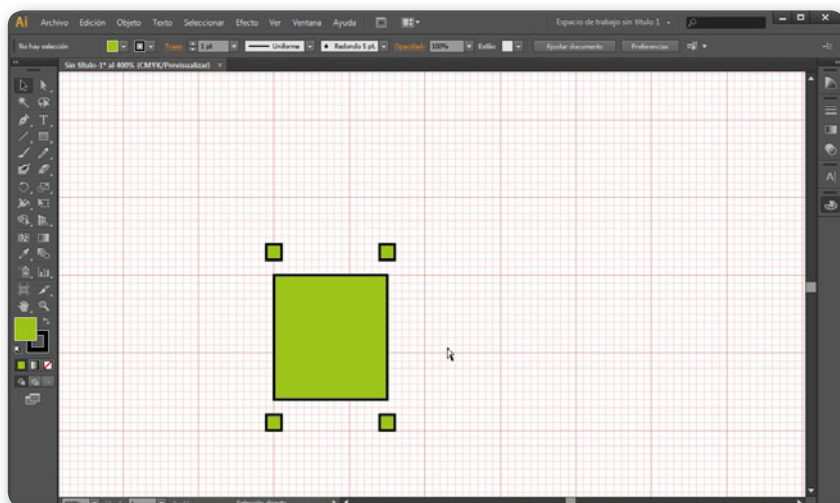 Ai Archivo Edición Objeto Texto Seleccionar Efecto Ver Ventana Ayuda Espacio de trabajo sin título 1
No hay selección Trazo: 1 pt Uniforme Redondo 5 pt. Opacidad: 100% Estilo: Ajustar documento Preferencias
Sin título-1* al 400% (CMYK/Previsualizar) ×
T
A
Selección directa